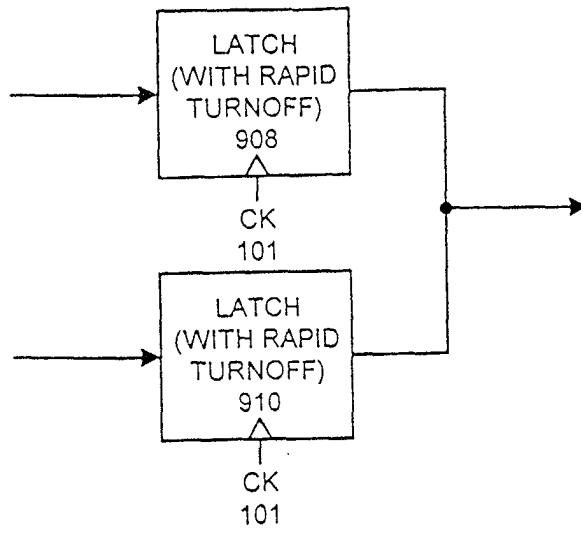 LATCH
(WITH RAPID
TURNOFF)
908
CK
101
LATCH
(WITH RAPID
TURNOFF)
910
CK
101